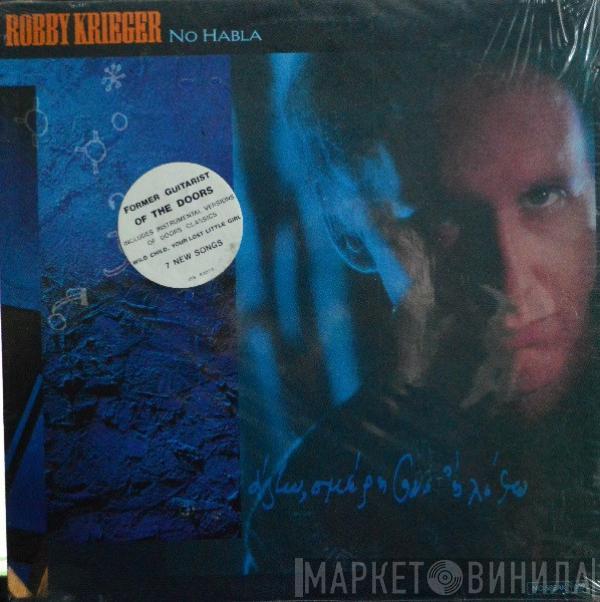 ROBBY KRIEGER NO HABLA
FORMER GUITARIST
OF THE DOORS
INCLUDES INSTRUMENTAL VERSIONS
OF DOORS CLASSICS
WILD CHILD, YOUR LOST LITTLE GIRL
7 NEW SONGS
МАРКЕТ ВИНИЛА